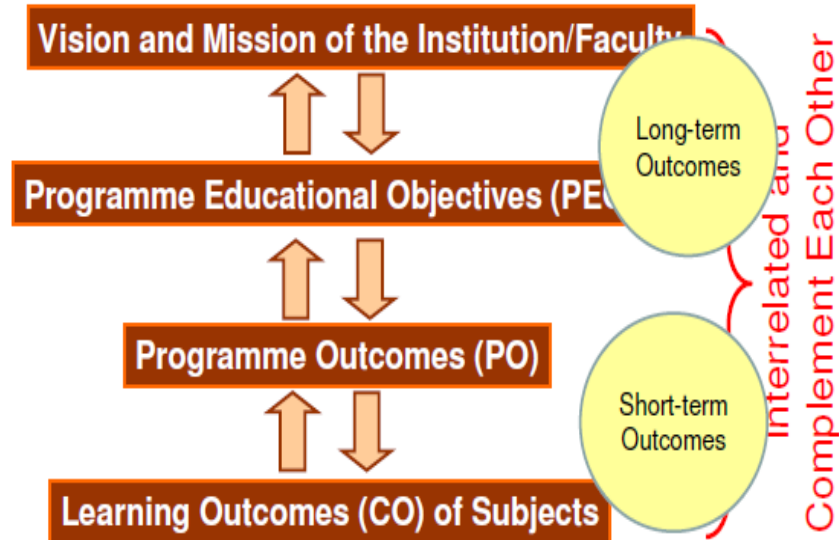 Vision and Mission of the Institution/Faculty
Long-term
Outcomes
Programme Educational Objectives (PEO
Programme Outcomes (PO)
Short-term
Outcomes
Learning Outcomes (CO) of Subjects
Interrelated and
Complement Each Other